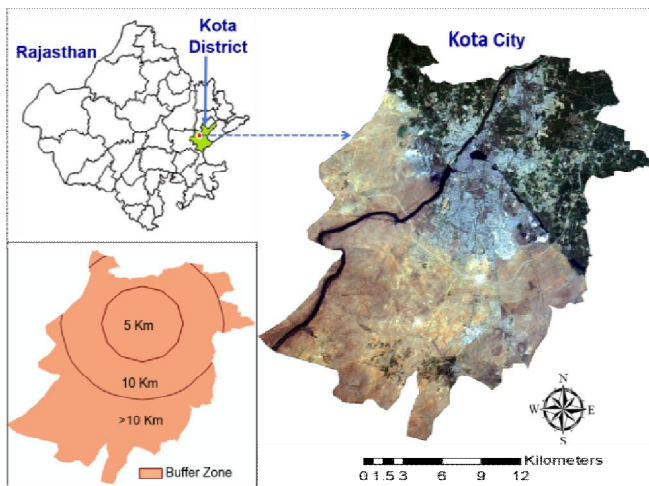 Rajasthan
Kota
District
Kota City
5 Km
10 Km
>10 Km
Buffer Zone
N
W E
S
Kilometers
0 1.5 3 6 9 12